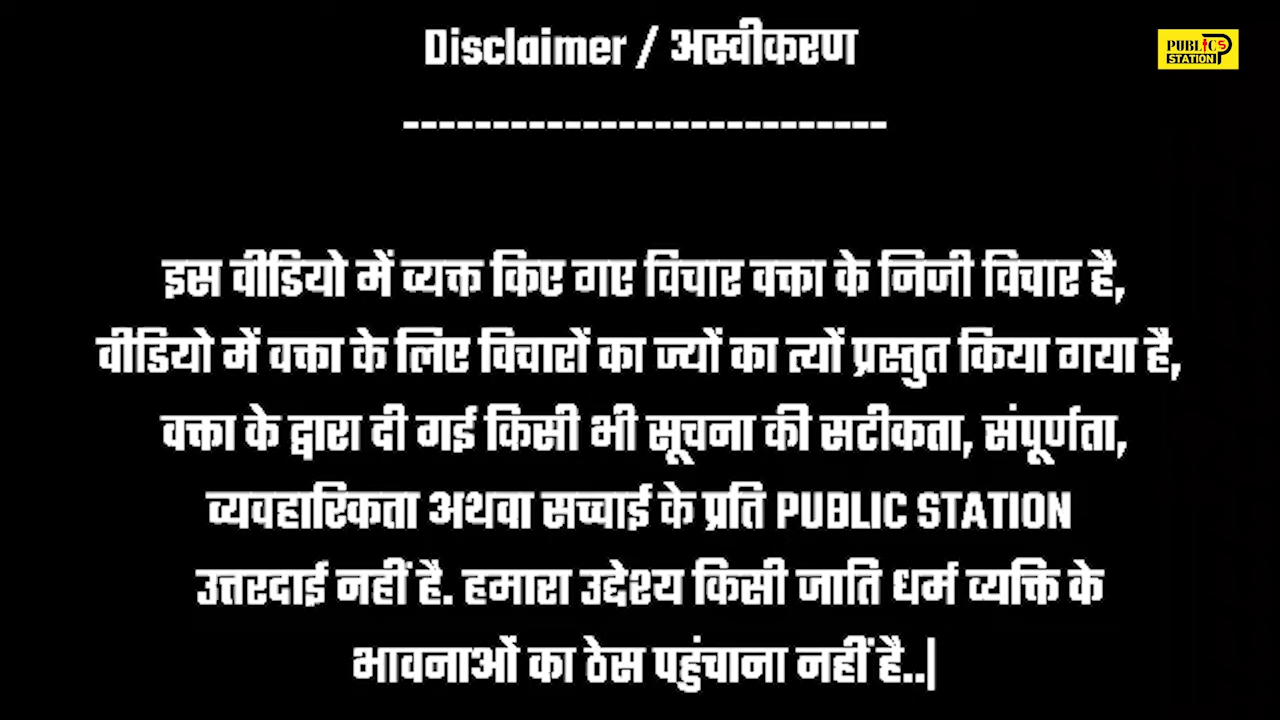 Disclaimer / अस्वीकरण
PUBLIC'S
STATION
---------------------------
इस वीडियो में व्यक्त किए गए विचार वक्ता के निजी विचार है,
वीडियो में वक्ता के लिए विचारों का ज्यों का त्यों प्रस्तुत किया गया है,
वक्ता के द्वारा दी गई किसी भी सूचना की सटीकता, संपूर्णता,
व्यवहारिकता अथवा सच्चाई के प्रति PUBLIC STATION
उत्तरदाई नहीं है. हमारा उद्देश्य किसी जाति धर्म व्यक्ति के
भावनाओं का ठेस पहुंचाना नहीं है..|